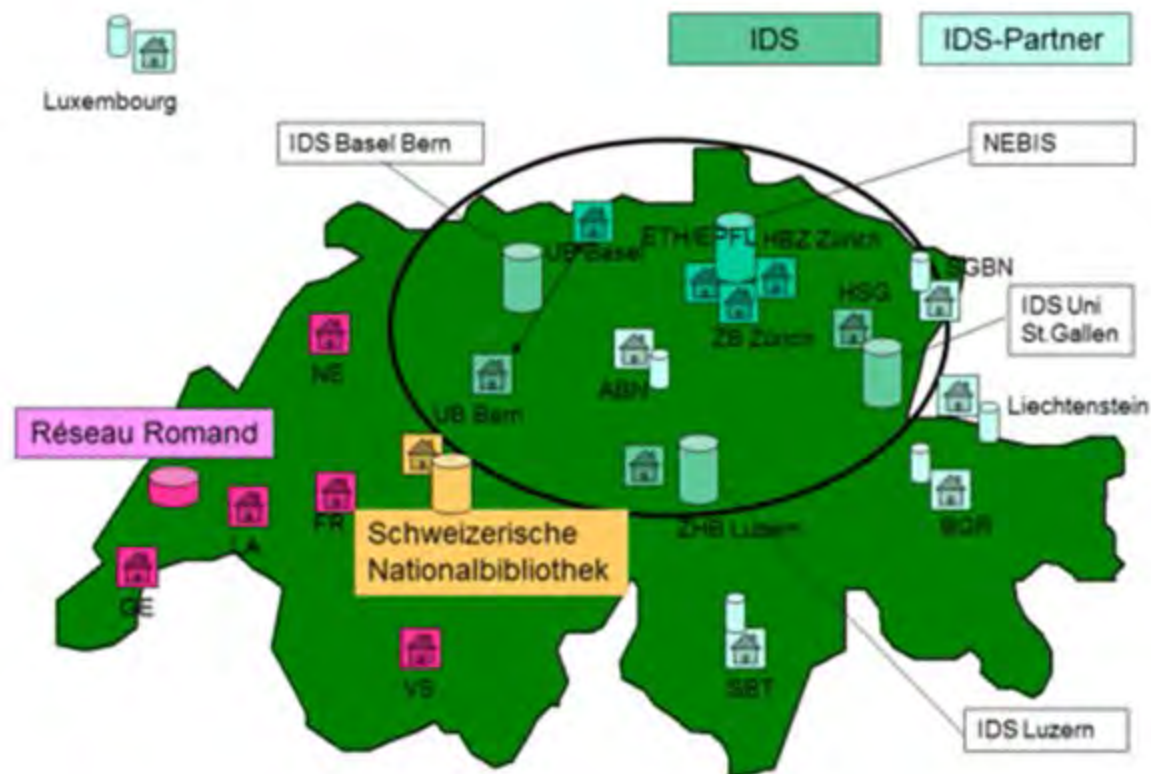 IDS
IDS-Partner
Luxembourg
IDS Basel Bern
NEBIS
UB Basel
ETH/EPFL
HBZ Zürich
SGBN
HSG
IDS Uni
St.Gallen
NE
ZB Zürich
ABN
UB Bern
Liechtenstein
Réseau Romand
FR
LA
Schweizerische
Nationalbibliothek
ZHB Luzern
BGR
GE
VS
SBT
IDS Luzern